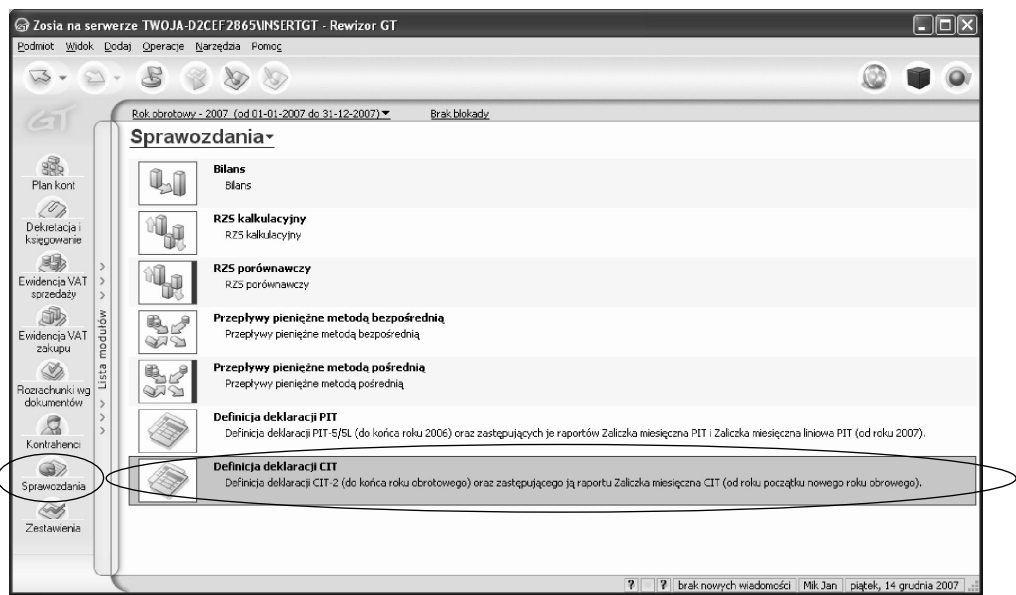 Zosia na serwerze TWOJA-D2CEF2865\INSERTGT - Rewizor GT
Podmiot Widok Dodaj Operacje Narzędzia Pomoc
GT
Rok obrotowy - 2007 (od 01-01-2007 do 31-12-2007) Brak blokady
Sprawozdania
Plan kont
Dekretacja i
księgowanie
Ewidencja VAT
sprzedaży
Ewidencja VAT
zakupu
Rozrachunki wg
dokumentów
Kontrahenci
Sprawozdania
Zestawienia
Lista modułów
Bilans
Bilans
RZS kalkulacyjny
RZS kalkulacyjny
RZS porównawczy
RZS porównawczy
Przepływy pieniężne metodą bezpośrednią
Przepływy pieniężne metodą bezpośrednią
Przepływy pieniężne metodą pośrednią
Przepływy pieniężne metodą pośrednią
Definicja deklaracji PIT
Definicja deklaracji PIT-5/5L (do końca roku 2006) oraz zastępujących je raportów Zaliczka miesięczna PIT i Zaliczka miesięczna liniowa PIT (od roku 2007).
Definicja deklaracji CIT
Definicja deklaracji CIT-2 (do końca roku obrotowego) oraz zastępującego ją raportu Zaliczka miesięczna CIT (od roku początku nowego roku obrowego).
? ? brak nowych wiadomości Mik Jan piątek, 14 grudnia 2007